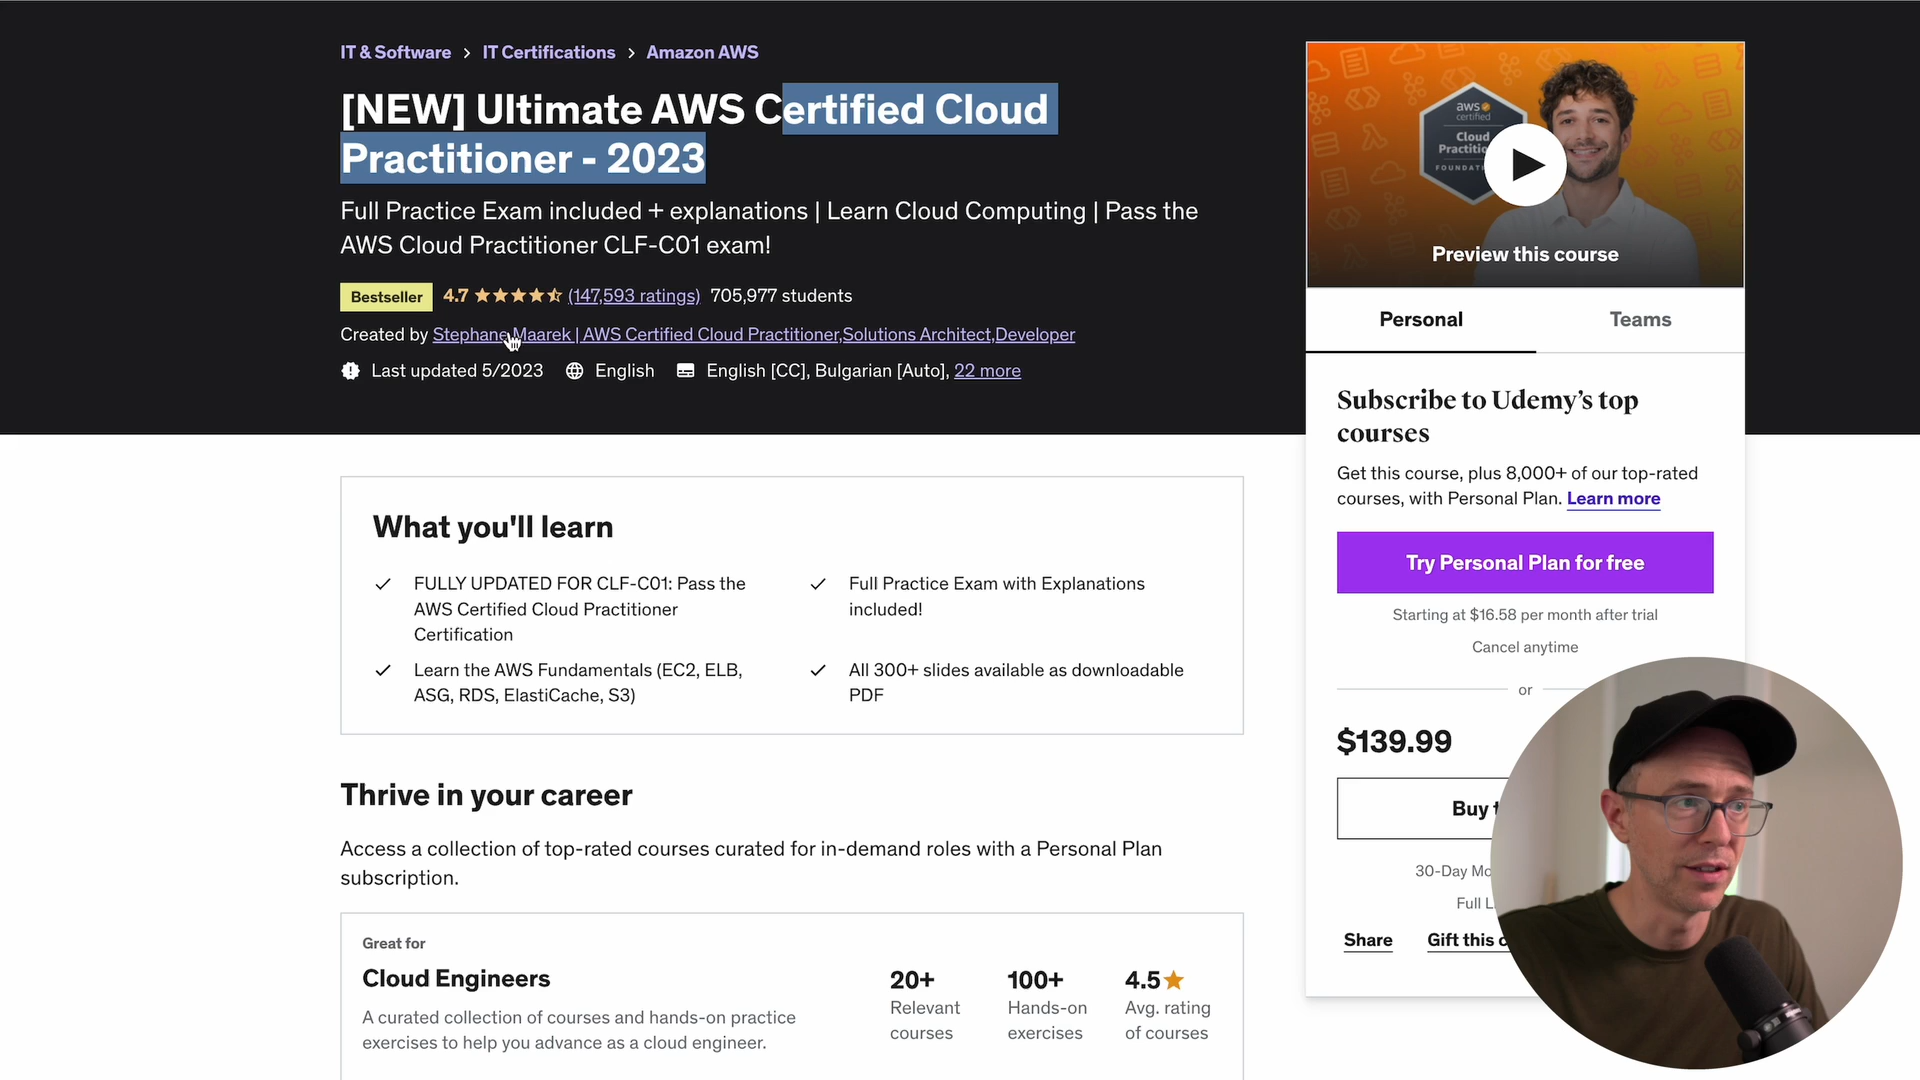 IT & Software > IT Certifications > Amazon AWS
[NEW] Ultimate AWS Certified Cloud
Practitioner - 2023
Full Practice Exam included + explanations | Learn Cloud Computing | Pass the
AWS Cloud Practitioner CLF-C01 exam!
Bestseller 4.7 (147,593 ratings) 705,977 students
Created by Stephane Maarek | AWS Certified Cloud Practitioner,Solutions Architect,Developer
Last updated 5/2023 English English [CC], Bulgarian [Auto], 22 more
What you'll learn
FULLY UPDATED FOR CLF-C01: Pass the
AWS Certified Cloud Practitioner
Certification
Full Practice Exam with Explanations
included!
Learn the AWS Fundamentals (EC2, ELB,
ASG, RDS, ElastiCache, S3)
All 300+ slides available as downloadable
PDF
Thrive in your career
Access a collection of top-rated courses curated for in-demand roles with a Personal Plan
subscription.
Great for
Cloud Engineers
A curated collection of courses and hands-on practice
exercises to help you advance as a cloud engineer.
20+
Relevant
courses
100+
Hands-on
exercises
4.5
Avg. rating
of courses
aws
certified
Cloud
Preview this course
Personal Teams
Subscribe to Udemy's top
courses
Get this course, plus 8,000+ of our top-rated
courses, with Personal Plan. Learn more
Try Personal Plan for free
Starting at $16.58 per month after trial
Cancel anytime
or
$139.99
Buy
30-Day
Full
Share Gift this